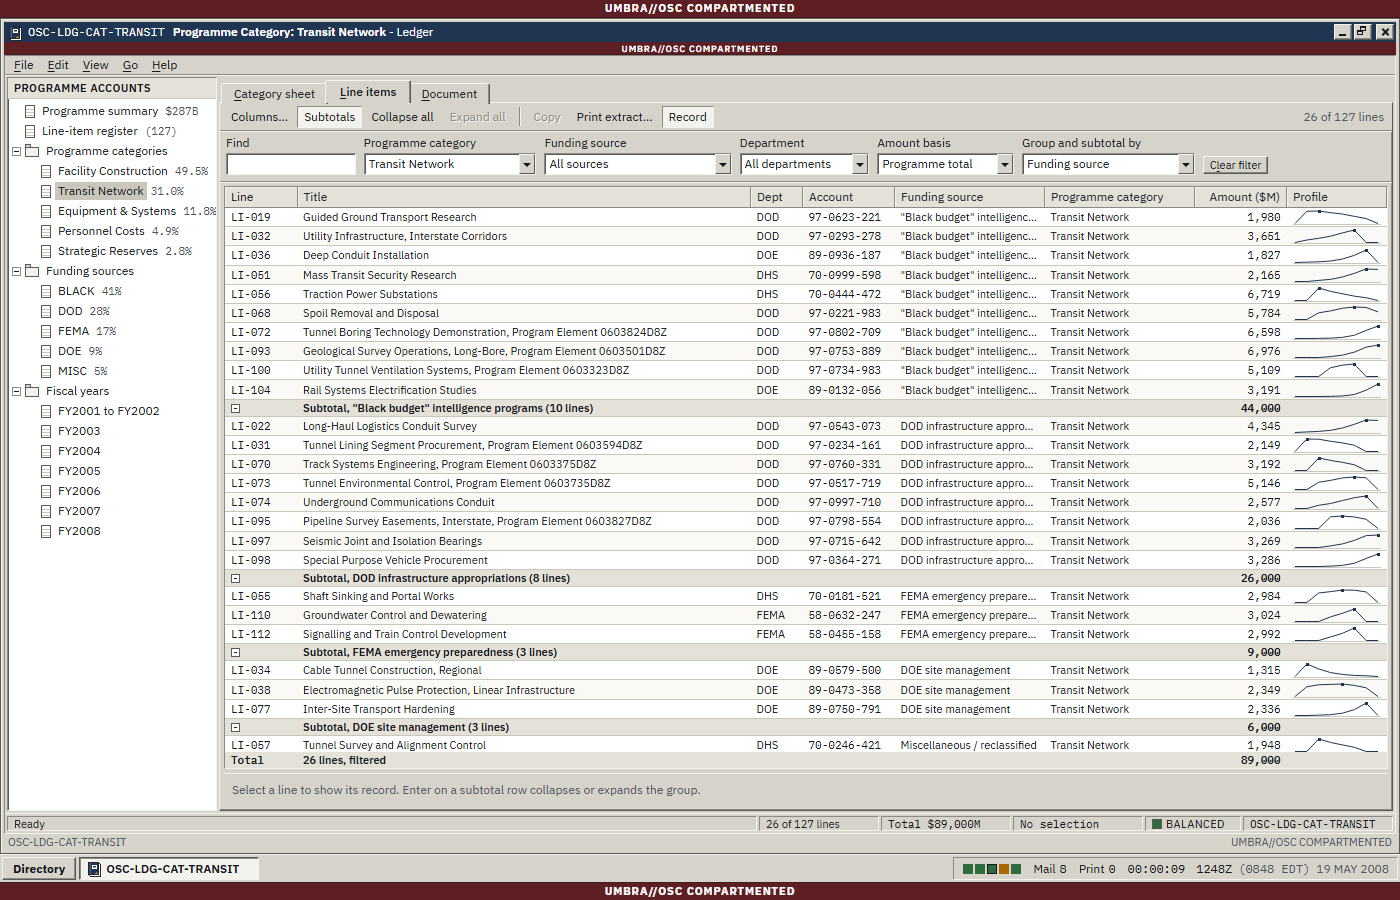 UMBRA//OSC COMPARTMENTED
OSC-LDG-CAT-TRANSIT Programme Category: Transit Network - Ledger
UMBRA//OSC COMPARTMENTED
File Edit View Go Help
PROGRAMME ACCOUNTS
Programme summary $287B
Line-item register (127)
Programme categories
Facility Construction 49.5%
Transit Network 31.0%
Equipment & Systems 11.8%
Personnel Costs 4.9%
Strategic Reserves 2.8%
Funding sources
BLACK 41%
DOD 28%
FEMA 17%
DOE 9%
MISC 5%
Fiscal years
FY2001 to FY2002
FY2003
FY2004
FY2005
FY2006
FY2007
FY2008
Category sheet Line items Document
Columns... Subtotals Collapse all Expand all Copy Print extract... Record 26 of 127 lines
Find Programme category Funding source Department Amount basis Group and subtotal by
Transit Network All sources All departments Programme total Funding source Clear filter
Line Title Dept Account Funding source Programme category Amount ($M) Profile
LI-019 Guided Ground Transport Research DOD 97-0623-221 "Black budget" intelligenc... Transit Network 1,980
LI-032 Utility Infrastructure, Interstate Corridors DOD 97-0293-278 "Black budget" intelligenc... Transit Network 3,651
LI-036 Deep Conduit Installation DOE 89-0936-187 "Black budget" intelligenc... Transit Network 1,827
LI-051 Mass Transit Security Research DHS 70-0999-598 "Black budget" intelligenc... Transit Network 2,165
LI-056 Traction Power Substations DHS 70-0444-472 "Black budget" intelligenc... Transit Network 6,719
LI-068 Spoil Removal and Disposal DOD 97-0221-983 "Black budget" intelligenc... Transit Network 5,784
LI-072 Tunnel Boring Technology Demonstration, Program Element 0603824D8Z DOD 97-0802-709 "Black budget" intelligenc... Transit Network 6,598
LI-093 Geological Survey Operations, Long-Bore, Program Element 0603501D8Z DOD 97-0753-889 "Black budget" intelligenc... Transit Network 6,976
LI-100 Utility Tunnel Ventilation Systems, Program Element 0603323D8Z DOD 97-0734-983 "Black budget" intelligenc... Transit Network 5,109
LI-104 Rail Systems Electrification Studies DOE 89-0132-056 "Black budget" intelligenc... Transit Network 3,191
Subtotal, "Black budget" intelligence programs (10 lines) 44,000
LI-022 Long-Haul Logistics Conduit Survey DOD 97-0543-073 DOD infrastructure appro... Transit Network 4,345
LI-031 Tunnel Lining Segment Procurement, Program Element 0603594D8Z DOD 97-0234-161 DOD infrastructure appro... Transit Network 2,149
LI-070 Track Systems Engineering, Program Element 0603375D8Z DOD 97-0760-331 DOD infrastructure appro... Transit Network 3,192
LI-073 Tunnel Environmental Control, Program Element 0603735D8Z DOD 97-0517-719 DOD infrastructure appro... Transit Network 5,146
LI-074 Underground Communications Conduit DOD 97-0997-710 DOD infrastructure appro... Transit Network 2,577
LI-095 Pipeline Survey Easements, Interstate, Program Element 0603827D8Z DOD 97-0798-554 DOD infrastructure appro... Transit Network 2,036
LI-097 Seismic Joint and Isolation Bearings DOD 97-0715-642 DOD infrastructure appro... Transit Network 3,269
LI-098 Special Purpose Vehicle Procurement DOD 97-0364-271 DOD infrastructure appro... Transit Network 3,286
Subtotal, DOD infrastructure appropriations (8 lines) 26,000
LI-055 Shaft Sinking and Portal Works DHS 70-0181-521 FEMA emergency prepare... Transit Network 2,984
LI-110 Groundwater Control and Dewatering FEMA 58-0632-247 FEMA emergency prepare... Transit Network 3,024
LI-112 Signalling and Train Control Development FEMA 58-0455-158 FEMA emergency prepare... Transit Network 2,992
Subtotal, FEMA emergency preparedness (3 lines) 9,000
LI-034 Cable Tunnel Construction, Regional DOE 89-0579-500 DOE site management Transit Network 1,315
LI-038 Electromagnetic Pulse Protection, Linear Infrastructure DOE 89-0473-358 DOE site management Transit Network 2,349
LI-077 Inter-Site Transport Hardening DOE 89-0750-791 DOE site management Transit Network 2,336
Subtotal, DOE site management (3 lines) 6,000
LI-057 Tunnel Survey and Alignment Control DHS 70-0246-421 Miscellaneous / reclassified Transit Network 1,948
Total 26 lines, filtered 89,000
Select a line to show its record. Enter on a subtotal row collapses or expands the group.
Ready 26 of 127 lines Total $89,000M No selection BALANCED OSC-LDG-CAT-TRANSIT
OSC-LDG-CAT-TRANSIT UMBRA//OSC COMPARTMENTED
Directory OSC-LDG-CAT-TRANSIT Mail 8 Print 0 00:00:09 1248Z (0848 EDT) 19 MAY 2008
UMBRA//OSC COMPARTMENTED